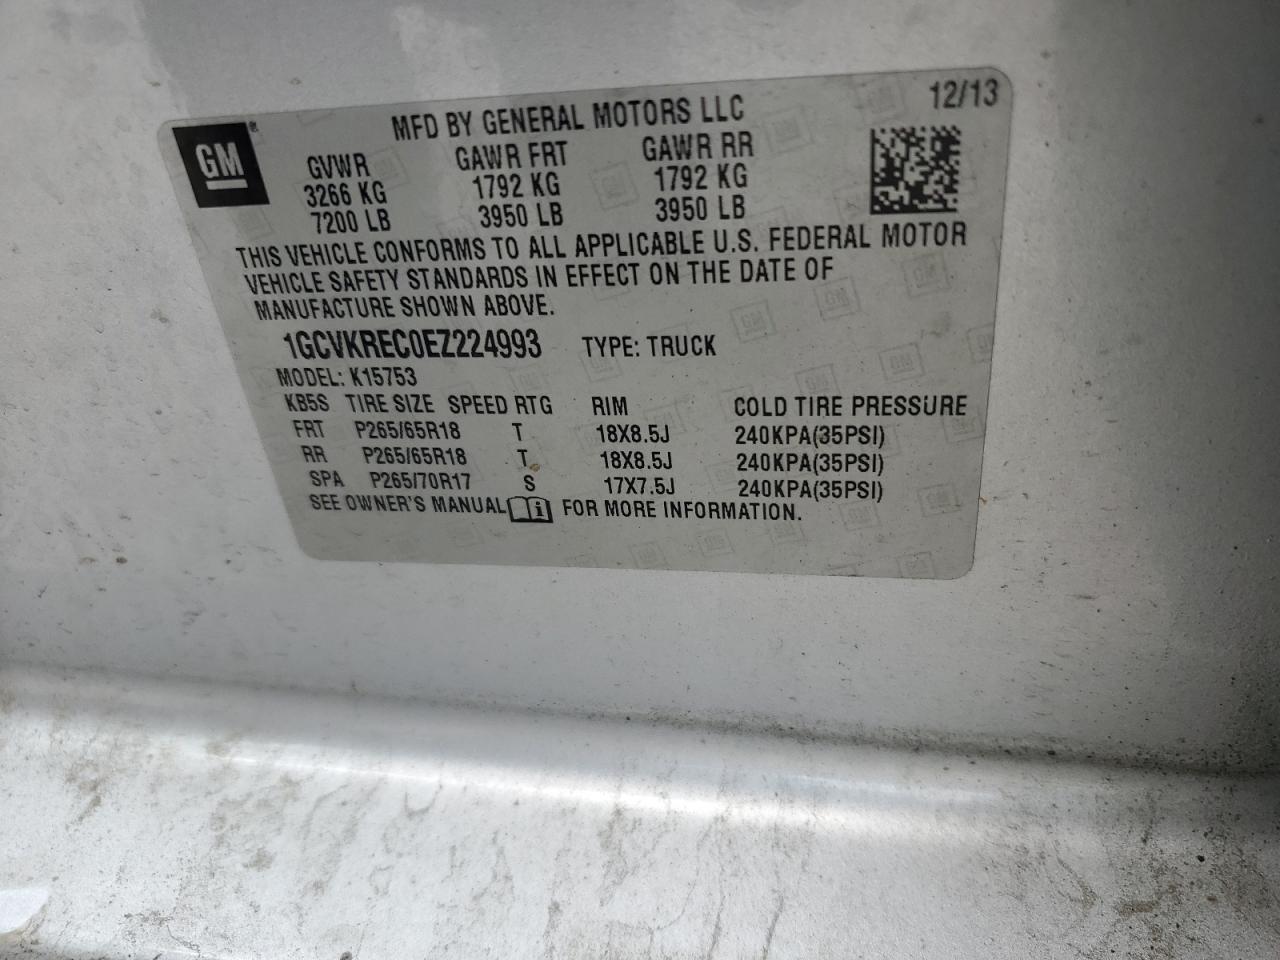 12/13
GM®
MFD BY GENERAL MOTORS LLC
GVWR GAWR FRT GAWR RR
3266 KG 1792 KG 1792 KG
7200 LB 3950 LB 3950 LB
THIS VEHICLE CONFORMS TO ALL APPLICABLE U.S. FEDERAL MOTOR
VEHICLE SAFETY STANDARDS IN EFFECT ON THE DATE OF
MANUFACTURE SHOWN ABOVE.
1GCVKREC0EZ224993 TYPE: TRUCK
MODEL: K15753
KB5S TIRE SIZE SPEED RTG RIM COLD TIRE PRESSURE
FRT P265/65R18 T 18X8.5J 240KPA(35PSI)
RR P265/65R18 T 18X8.5J 240KPA(35PSI)
SPA P265/70R17 S 17X7.5J 240KPA(35PSI)
SEE OWNER'S MANUAL i FOR MORE INFORMATION.